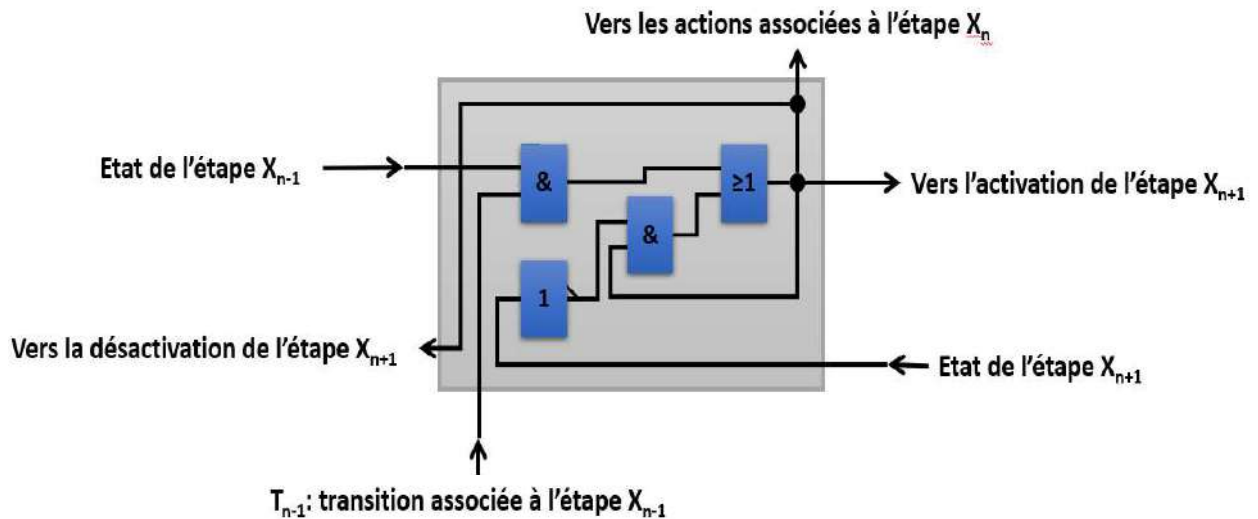 Vers les actions associées à l'étape Xn
Etat de l'étape Xn-1
&
≥1
Vers l'activation de l'étape Xn+1
&
1
Vers la désactivation de l'étape Xn+1
Etat de l'étape Xn+1
Tn-1: transition associée à l'étape Xn-1